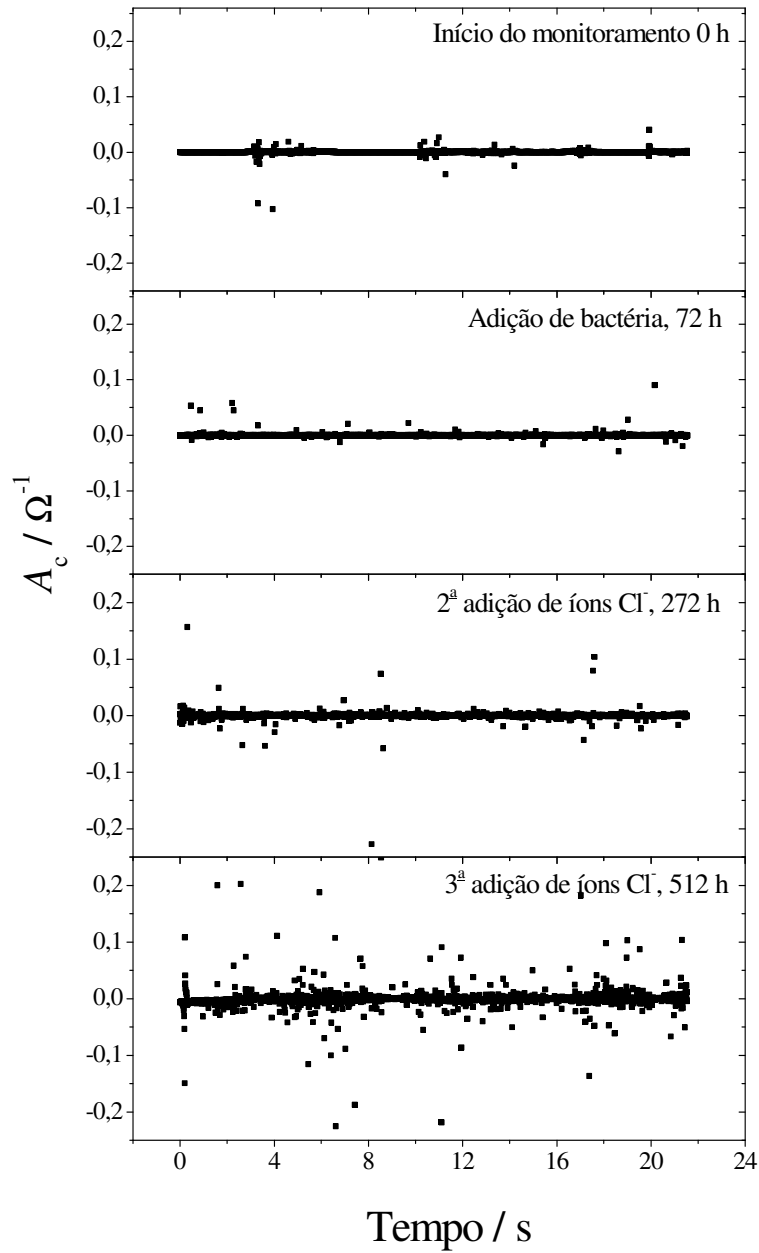 Início do monitoramento 0 h
0,2
0,1
0,0
-0,1
-0,2
Adição de bactéria, 72 h
0,2
0,1
0,0
-0,1
-0,2
A_c / Ω⁻¹
2ª adição de íons Cl⁻, 272 h
0,2
0,1
0,0
-0,1
-0,2
3ª adição de íons Cl⁻, 512 h
0,2
0,1
0,0
-0,1
-0,2
0 4 8 12 16 20 24
Tempo / s